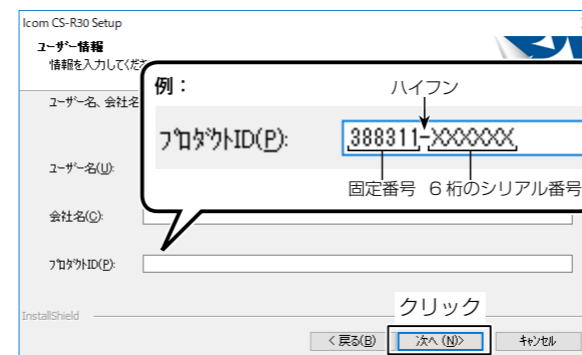 Icom CS-R30 Setup
ユーザー情報
情報を入力してくだ
ユーザー名、会社名
例：
ハイフン
プロダクトID(P):
388311-XXXXXX
固定番号 6桁のシリアル番号
ユーザー名(U):
会社名(C):
プロダクトID(P):
InstallShield
クリック
< 戻る(B)
次へ (N)>
キャンセル